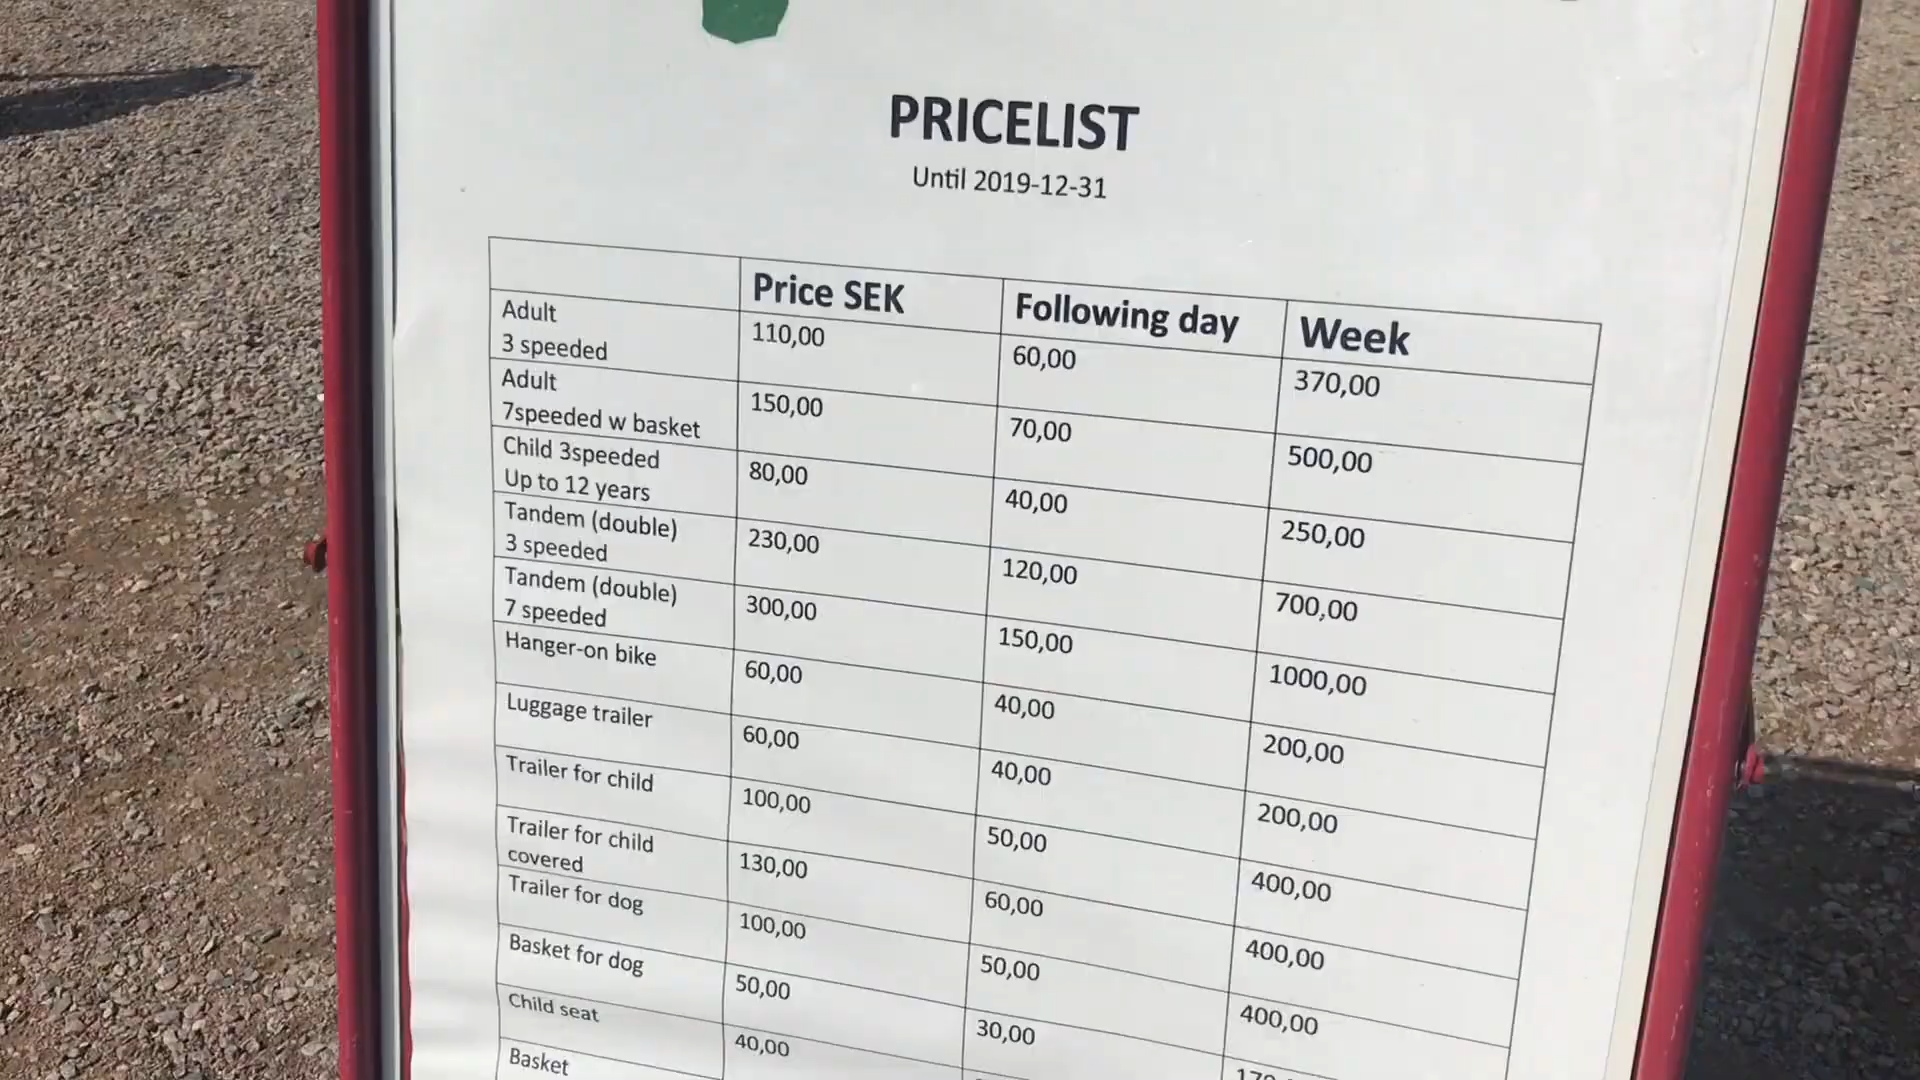 PRICELIST
Until 2019-12-31
Price SEK Following day Week
Adult
3 speeded 110,00 60,00 370,00
Adult
7speeded w basket 150,00 70,00 500,00
Child 3speeded
Up to 12 years 80,00 40,00 250,00
Tandem (double)
3 speeded 230,00 120,00 700,00
Tandem (double)
7 speeded 300,00 150,00 1000,00
Hanger-on bike 60,00 40,00 200,00
Luggage trailer 60,00 40,00 200,00
Trailer for child 100,00 50,00 400,00
Trailer for child
covered 130,00 60,00 400,00
Trailer for dog 100,00 50,00 400,00
Basket for dog 50,00 30,00
Child seat 40,00
Basket